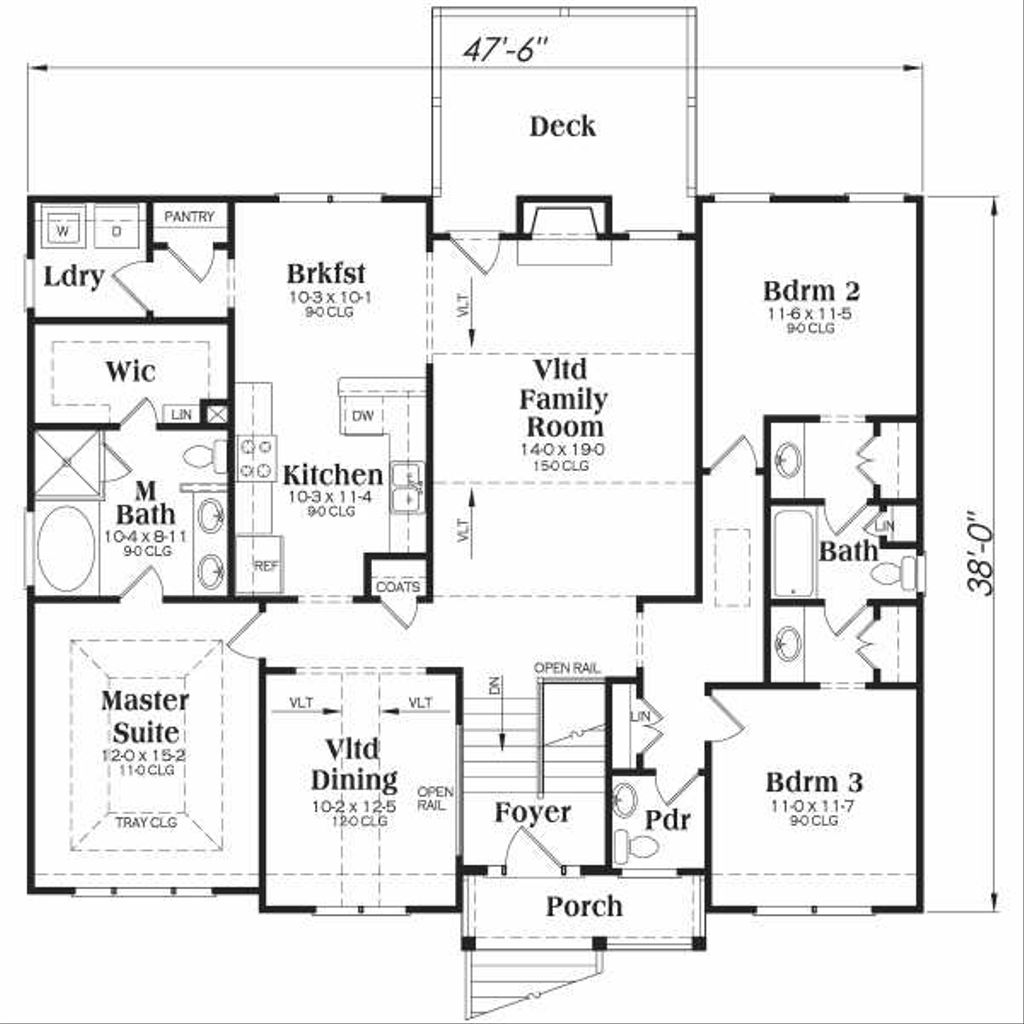 47'-6"
Deck
PANTRY
W
D
Ldry
Brkfst
10-3 x 10-1
9-0 CLG
VLT
Bdrm 2
11-6 x 11-5
9-0 CLG
Wic
LIN
DW
Vltd
Family
Room
14-0 x 19-0
15-0 CLG
Kitchen
10-3 x 11-4
9-0 CLG
M
Bath
10-4 x 8-11
9-0 CLG
VLT
LIN
Bath
38'-0"
REF
COATS
OPEN RAIL
DN
Master
Suite
12-0 x 15-2
11-0 CLG
TRAY CLG
VLT
VLT
Vltd
Dining
10-2 x 12-5
12-0 CLG
OPEN
RAIL
LIN
Foyer
Pdr
Bdrm 3
11-0 x 11-7
9-0 CLG
Porch